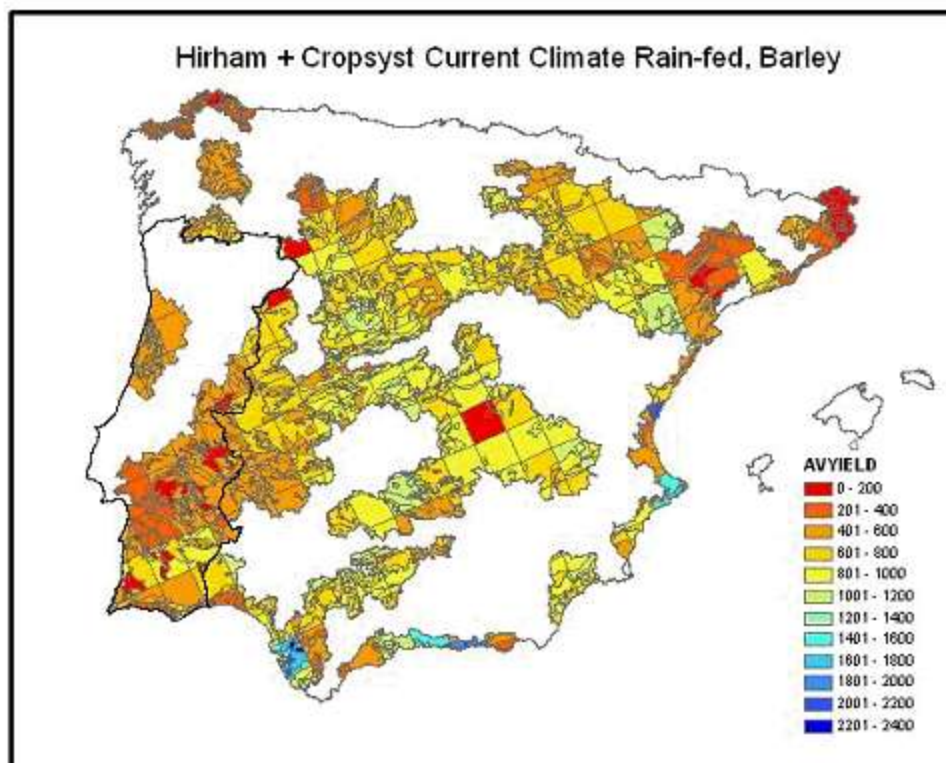 Hirham + Cropsyst Current Climate Rain-fed, Barley
AVYIELD
0 - 200
201 - 400
401 - 600
601 - 800
801 - 1000
1001 - 1200
1201 - 1400
1401 - 1600
1601 - 1800
1801 - 2000
2001 - 2200
2201 - 2400